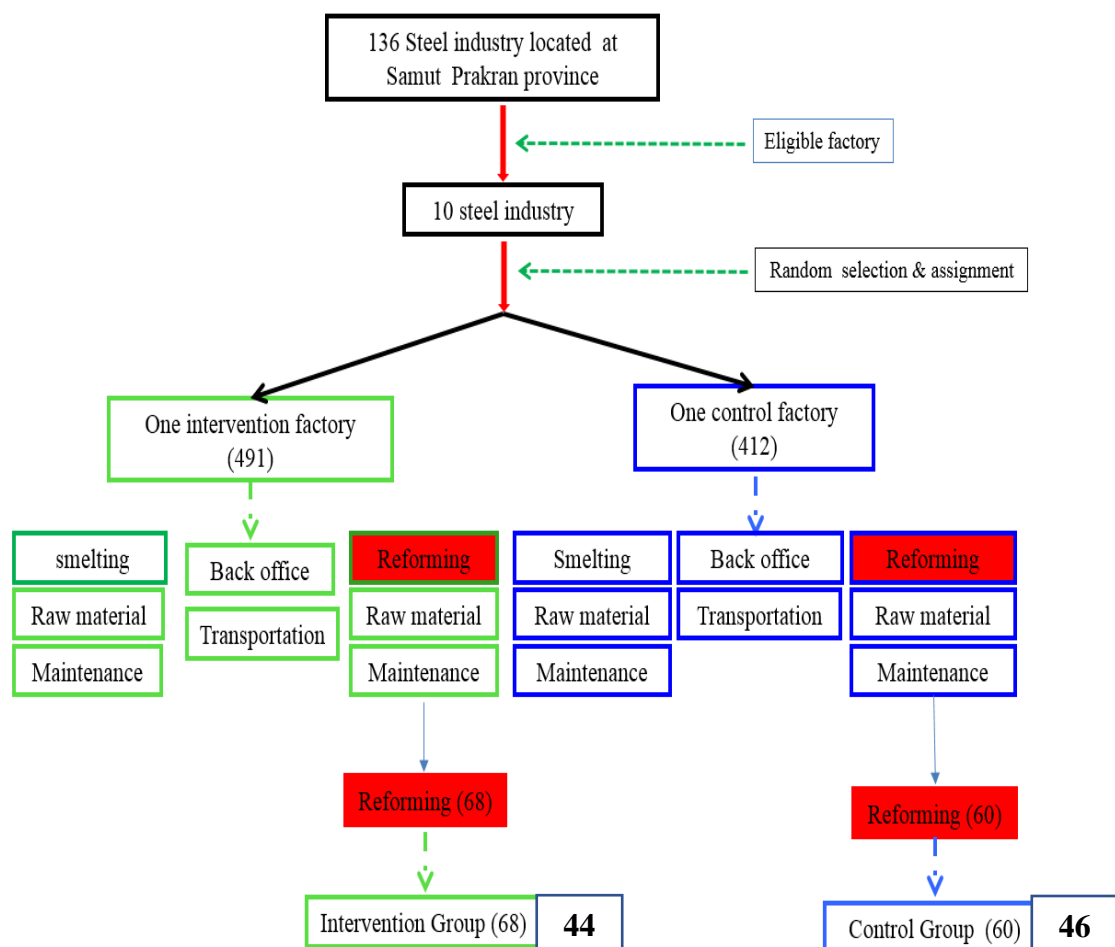 136 Steel industry located at
Samut Prakran province
Eligible factory
10 steel industry
Random selection & assignment
One intervention factory
(491)
One control factory
(412)
smelting
Back office
Reforming
Smelting
Back office
Reforming
Raw material
Transportation
Raw material
Raw material
Transportation
Raw material
Maintenance
Maintenance
Maintenance
Maintenance
Reforming (68)
Reforming (60)
Intervention Group (68)
44
Control Group (60)
46